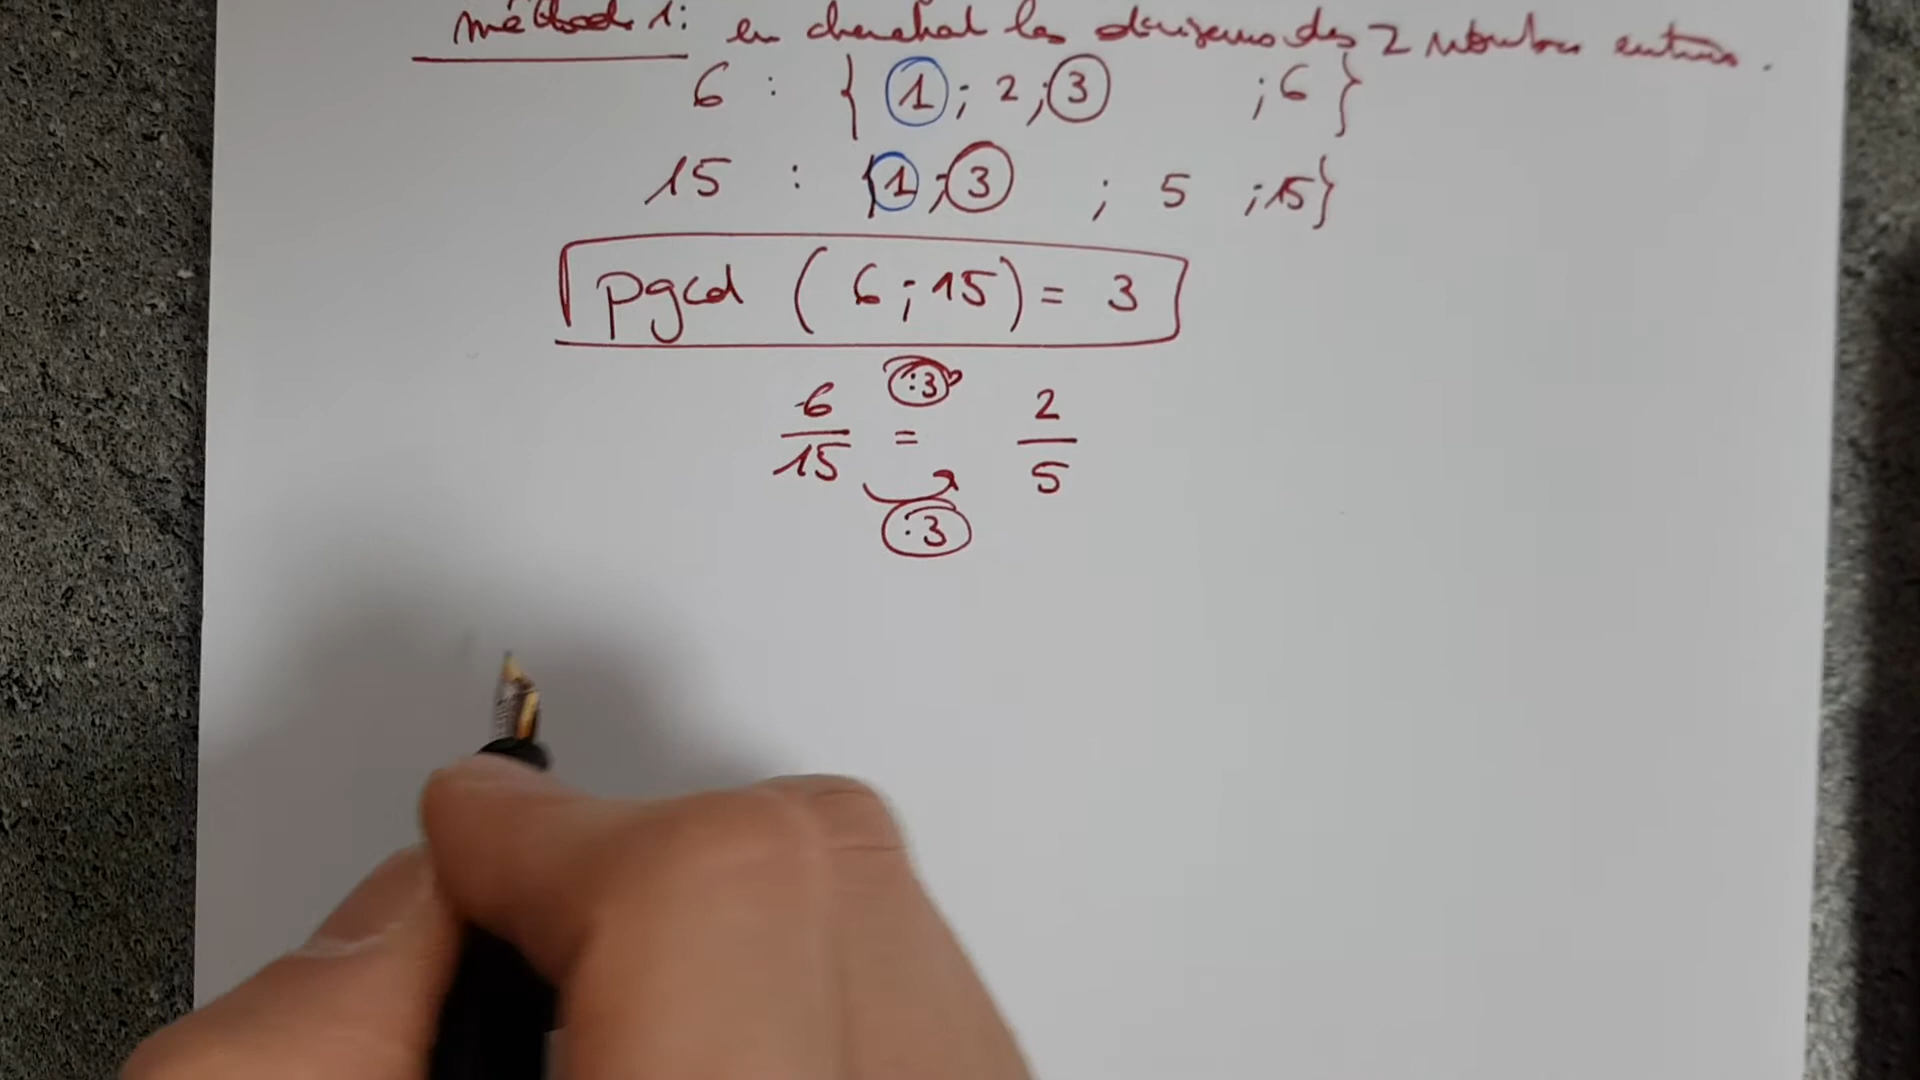 méthode 1: en cherchant les diviseurs des 2 nombres entiers.
6 : { 1 ; 2 ; 3 ; 6 }
15 : { 1 ; 3 ; 5 ; 15 }
pgcd ( 6 ; 15 ) = 3
:3
6/15 = 2/5
:3